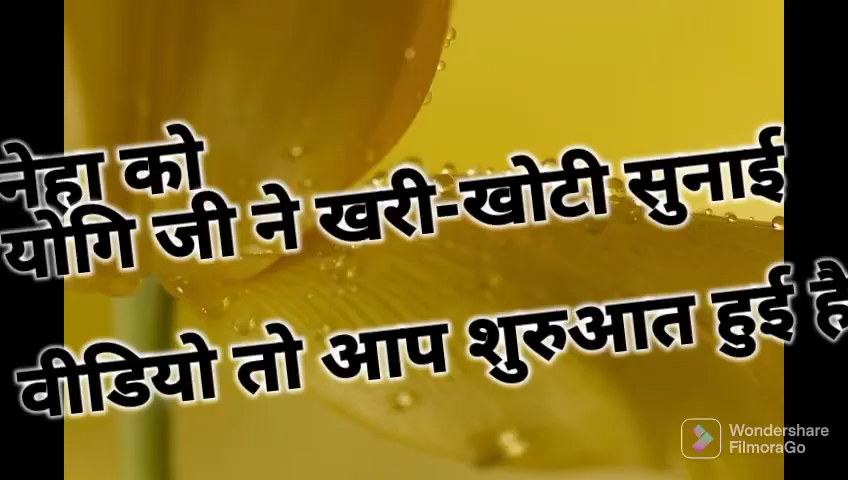 नेहा को
योगि जी ने खरी-खोटी सुनाई
वीडियो तो आप शुरुआत हुई है
Wondershare
FilmoraGo